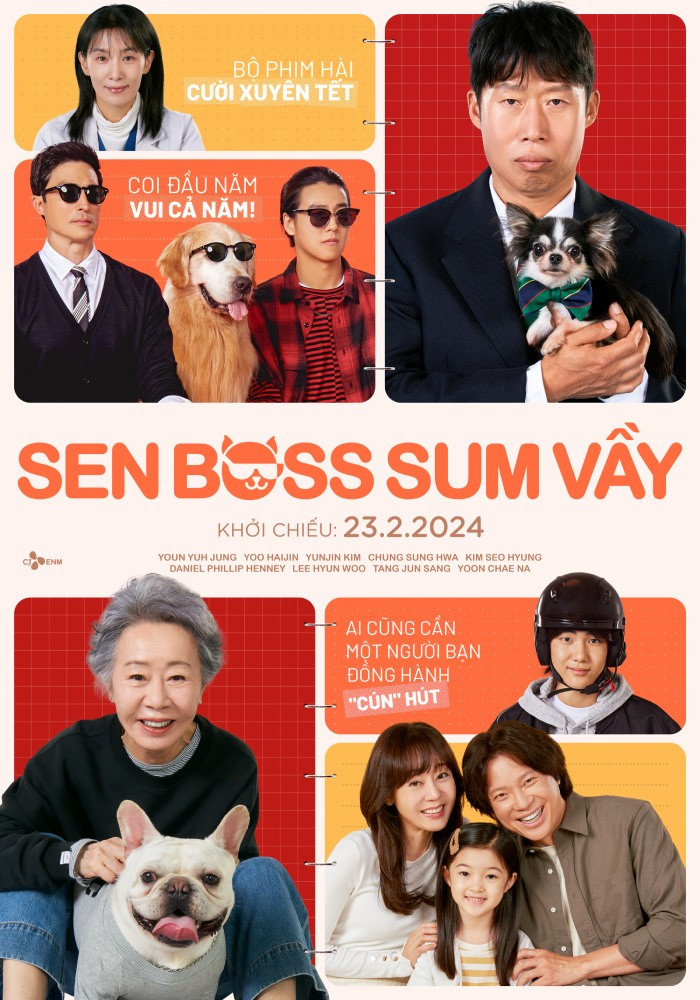 BỘ PHIM HÀI
CƯỜI XUYÊN TẾT
COI ĐẦU NĂM
VUI CẢ NĂM!
SEN BOSS SUM VẦY
KHỞI CHIẾU: 23.2.2024
CJ ENM
YOUN YUH JUNG YOO HAIJIN YUNJIN KIM CHUNG SUNG HWA KIM SEO HYUNG
DANIEL PHILLIP HENNEY LEE HYUN WOO TANG JUN SANG YOON CHAE NA
AI CŨNG CẦN
MỘT NGƯỜI BẠN
ĐỒNG HÀNH
"CÚN" HÚT